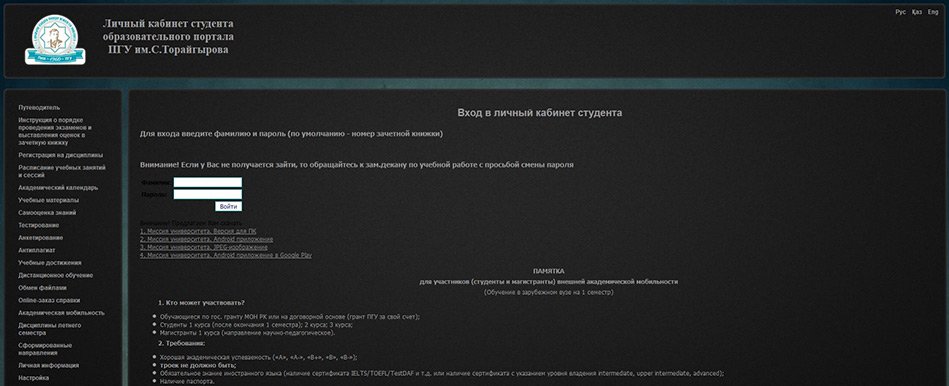 Рус Қаз Eng
Личный кабинет студента
образовательного портала
ПГУ им.С.Торайгырова
Путеводитель
Инструкция о порядке
проведения экзаменов и
выставления оценок в
зачетную книжку
Регистрация на дисциплины
Расписание учебных занятий
и сессий
Академический календарь
Учебные материалы
Самооценка знаний
Тестирование
Анкетирование
Антиплагиат
Учебные достижения
Дистанционное обучение
Обмен файлами
Online-заказ справки
Академическая мобильность
Дисциплины летнего
семестра
Сформированные
направления
Личная информация
Настройка
Вход в личный кабинет студента
Для входа введите фамилию и пароль (по умолчанию - номер зачетной книжки)
Внимание! Если у Вас не получается зайти, то обращайтесь к зам.декану по учебной работе с просьбой смены пароля
Фамилия:
Пароль:
Войти
1. Миссия университета. Версия для ПК
2. Миссия университета. Android приложение
3. Миссия университета. JPEG-изображение
4. Миссия университета. Android приложение в Google Play
ПАМЯТКА
для участников (студенты и магистранты) внешней академической мобильности
(Обучение в зарубежном вузе на 1 семестр)
1. Кто может участвовать?
Обучающиеся по гос. гранту МОН РК или на договорной основе (грант ПГУ за свой счет);
Студенты 1 курса (после окончания 1 семестра); 2 курса; 3 курса;
Магистранты 1 курса (направление научно-педагогическое).
2. Требования:
Хорошая академическая успеваемость («А», «А-», «В+», «В», «В-»);
троек не должно быть;
Обязательное знание иностранного языка (наличие сертификата IELTS/TOEFL/TestDAF и т.д. или наличие сертификата с указанием уровня владения intermediate, upper intermediate, advanced);
Наличие паспорта.